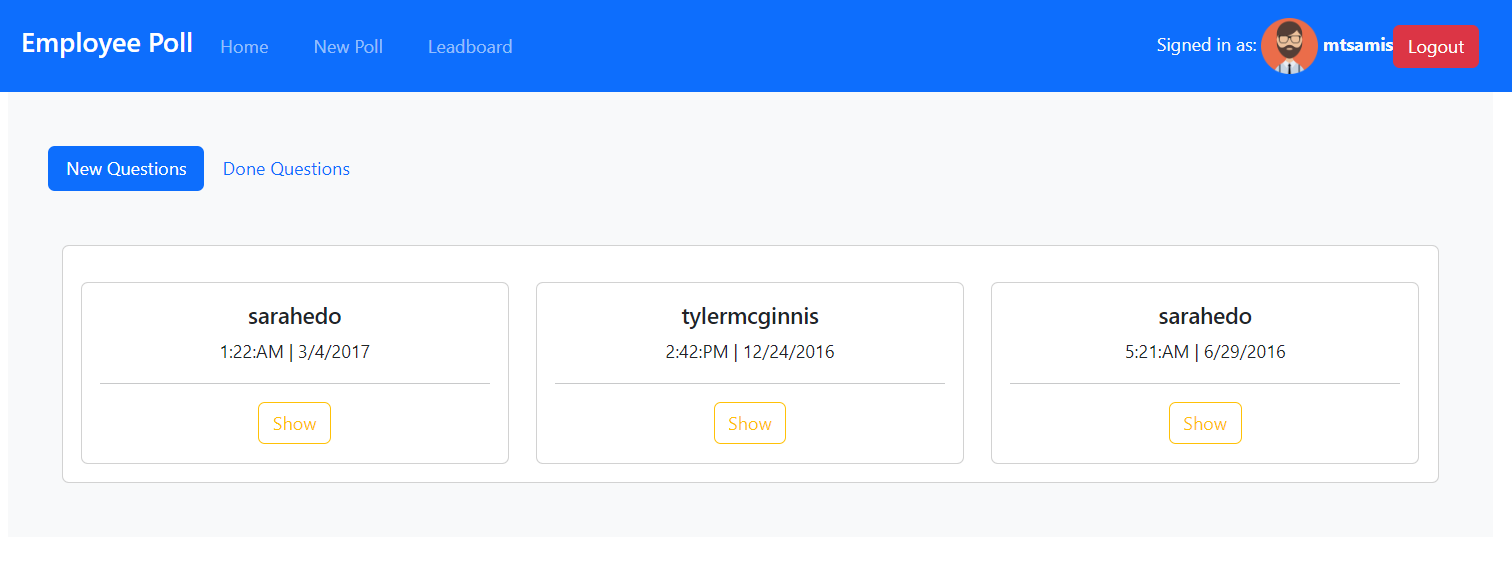 Employee Poll Home New Poll Leadboard Signed in as: mtsamis Logout
New Questions Done Questions
sarahedo tylermcginnis sarahedo
1:22:AM | 3/4/2017 2:42:PM | 12/24/2016 5:21:AM | 6/29/2016
Show Show Show